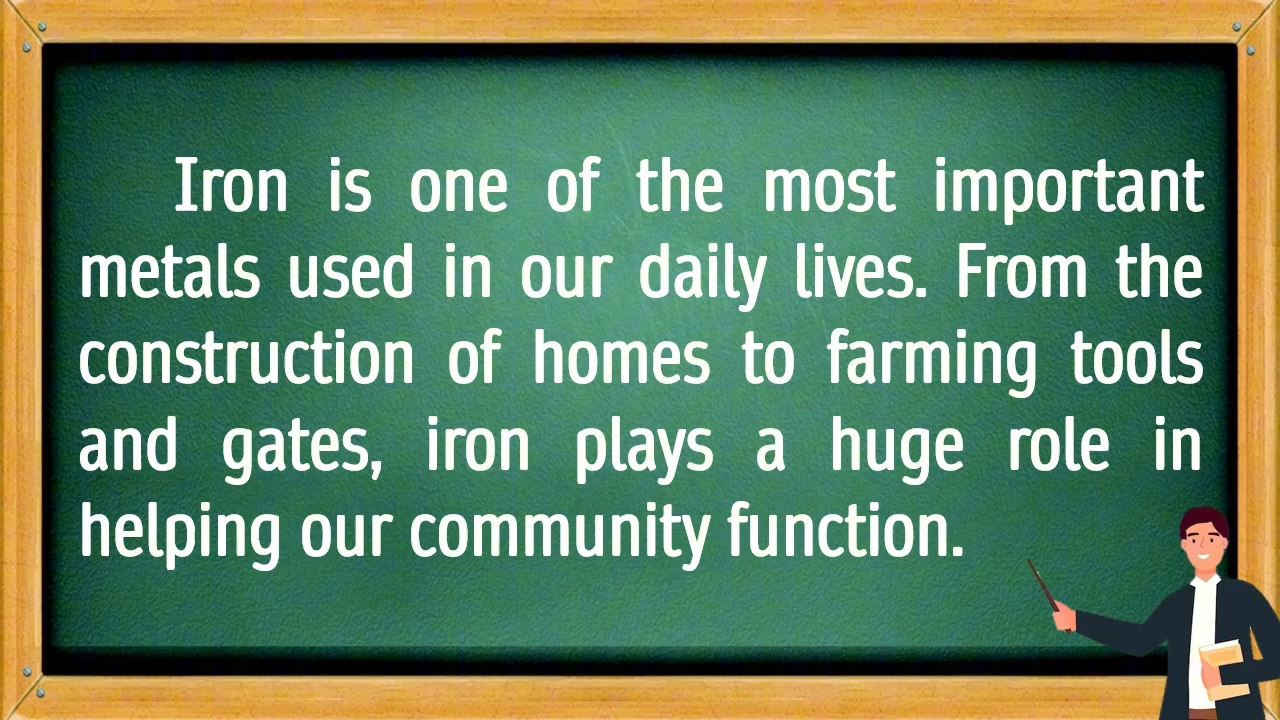 Iron is one of the most important
metals used in our daily lives. From the
construction of homes to farming tools
and gates, iron plays a huge role in
helping our community function.